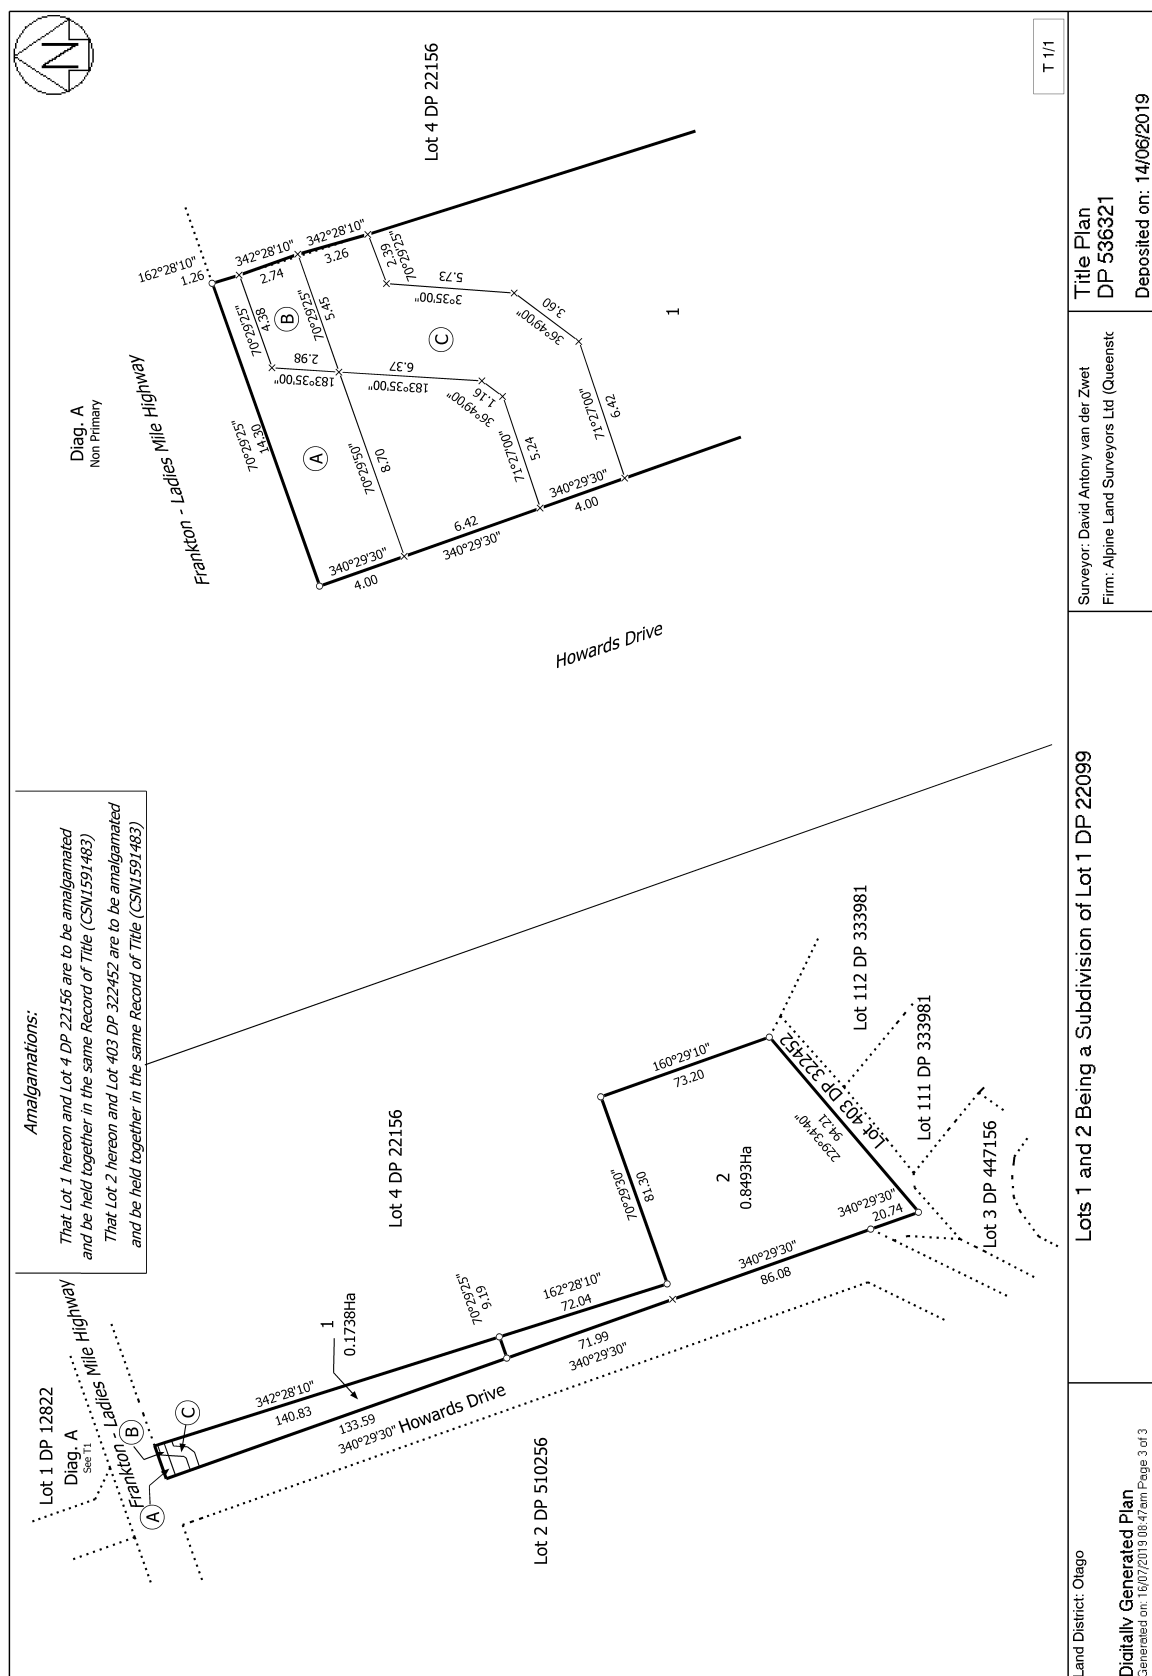 Amalgamations:
That Lot 1 hereon and Lot 4 DP 22156 are to be amalgamated
and be held together in the same Record of Title (CSN1591483)
That Lot 2 hereon and Lot 403 DP 322452 are to be amalgamated
and be held together in the same Record of Title (CSN1591483)
N
Lot 1 DP 12822
Diag. A
See T1
Frankton - Ladies Mile Highway
A
B
C
1
0.1738Ha
342°28'10"
140.83
133.59
340°29'30"
Howards Drive
70°29'25"
9.19
162°28'10"
72.04
71.99
340°29'30"
Lot 2 DP 510256
Lot 4 DP 22156
70°29'30"
81.30
160°29'10"
73.20
2
0.8493Ha
229°34'40"
94.21
Lot 403 DP 322452
340°29'30"
86.08
340°29'30"
20.74
Lot 112 DP 333981
Lot 111 DP 333981
Lot 3 DP 447156
Diag. A
Non Primary
Frankton - Ladies Mile Highway
Lot 4 DP 22156
162°28'10"
1.26
342°28'10"
2.74
342°28'10"
3.26
70°29'25"
14.30
70°29'25"
4.38
B
70°29'25"
5.45
2.98
183°35'00"
A
70°29'50"
8.70
6.37
183°35'00"
C
2.39
70°29'25"
5.73
3°35'00"
3.60
36°49'00"
1.16
36°49'00"
71°27'00"
5.24
71°27'00"
6.42
340°29'30"
4.00
6.42
340°29'30"
340°29'30"
4.00
1
Howards Drive
T 1/1
Land District: Otago
Digitally Generated Plan
Generated on: 16/07/2019 08:47am Page 3 of 3
Lots 1 and 2 Being a Subdivision of Lot 1 DP 22099
Surveyor: David Antony van der Zwet
Firm: Alpine Land Surveyors Ltd (Queenstc
Title Plan
DP 536321
Deposited on: 14/06/2019